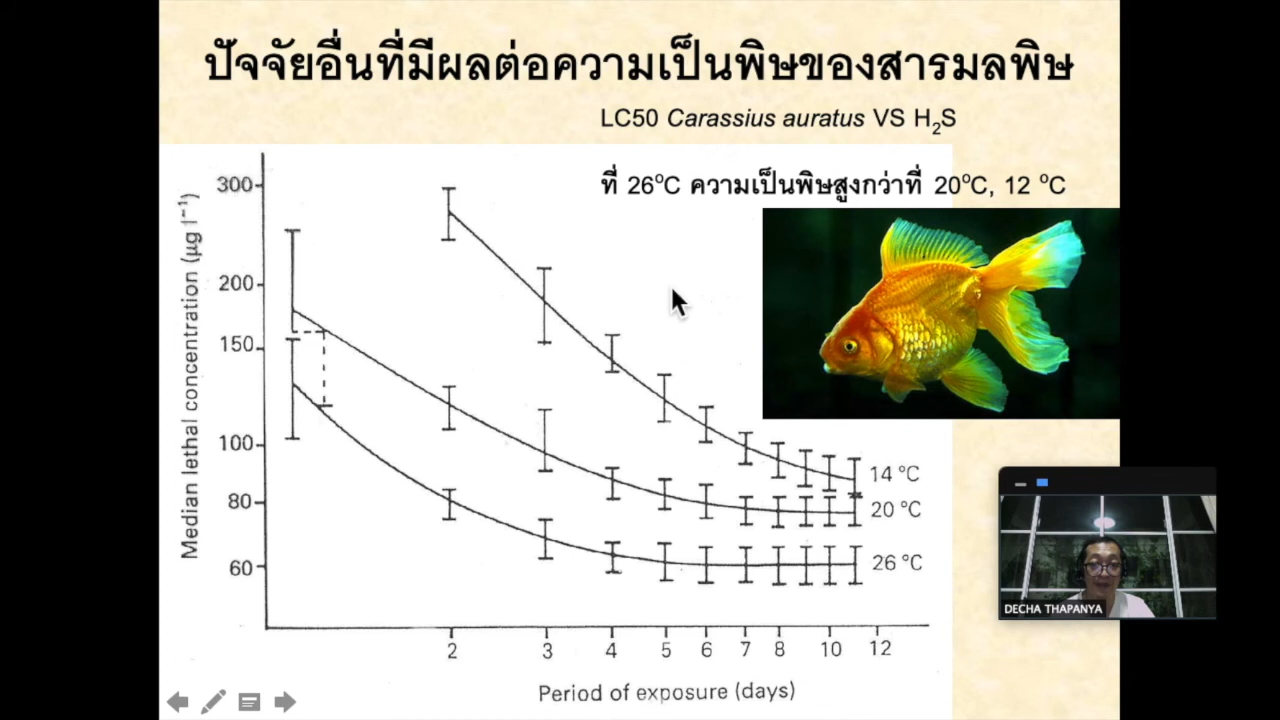 ปัจจัยอื่นที่มีผลต่อความเป็นพิษของสารมลพิษ
LC50 Carassius auratus VS H₂S
ที่ 26ºC ความเป็นพิษสูงกว่าที่ 20ºC, 12 ºC
Median lethal concentration (µg l⁻¹)
300
200
150
100
80
60
14 °C
20 °C
26 °C
2 3 4 5 6 7 8 10 12
Period of exposure (days)
DECHA THAPANYA